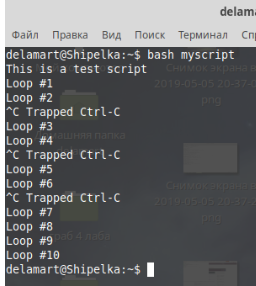 delama
Файл Правка Вид Поиск Терминал Спр
delamart@Shipelka:~$ bash myscript
This is a test script
Loop #1
Loop #2
^C Trapped Ctrl-C
Loop #3
Loop #4
^C Trapped Ctrl-C
Loop #5
Loop #6
^C Trapped Ctrl-C
Loop #7
Loop #8
Loop #9
Loop #10
delamart@Shipelka:~$